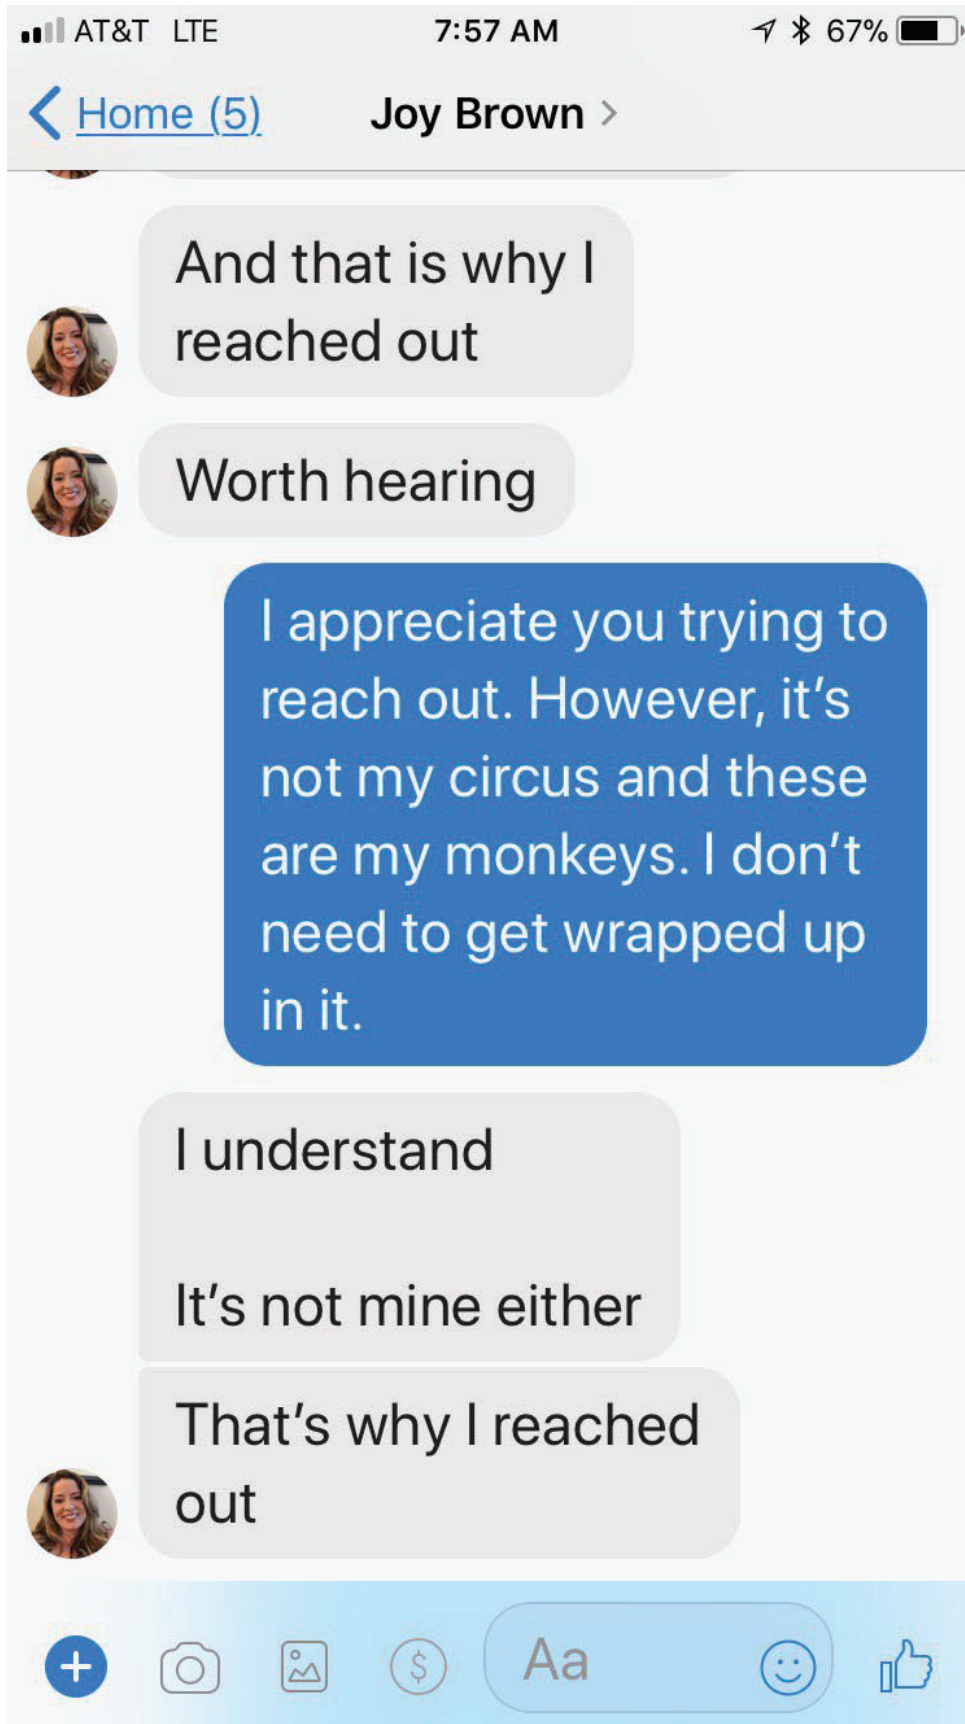 AT&T LTE 7:57 AM 67%
Home (5) Joy Brown
And that is why I
reached out
Worth hearing
I appreciate you trying to
reach out. However, it's
not my circus and these
are my monkeys. I don't
need to get wrapped up
in it.
I understand
It's not mine either
That's why I reached
out
$ Aa